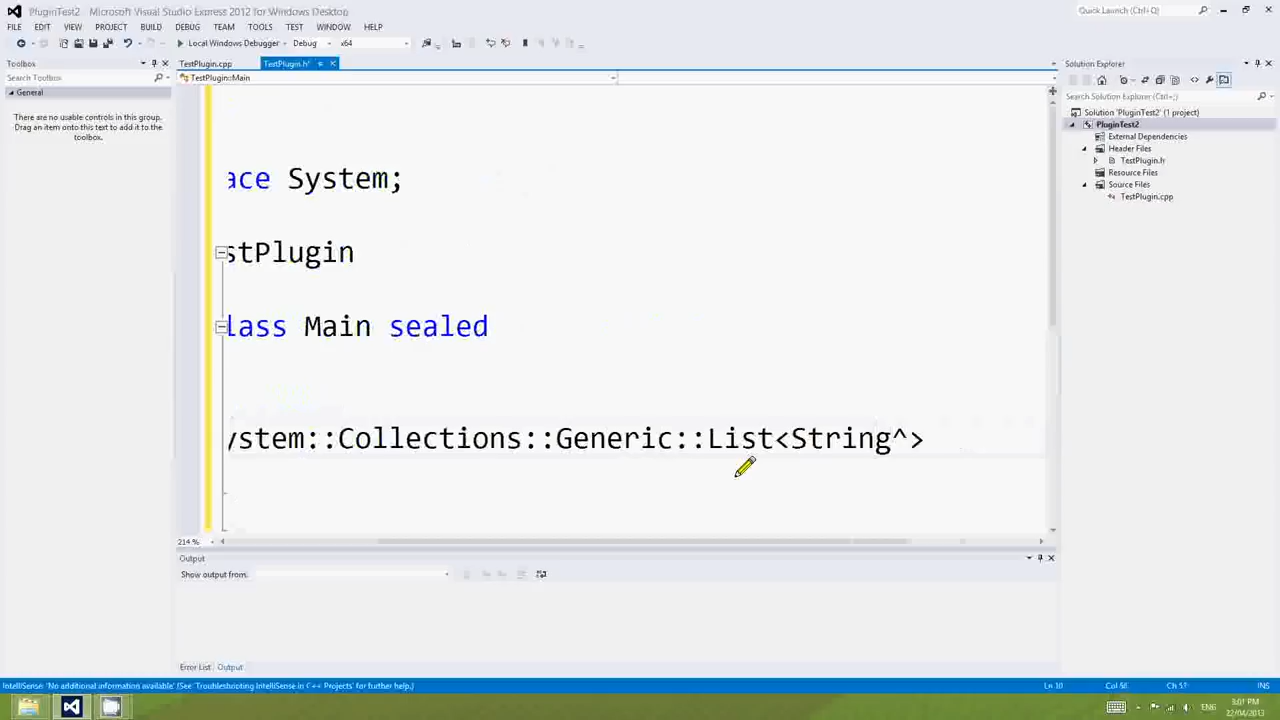 PluginTest2 - Microsoft Visual Studio Express 2012 for Windows Desktop
Quick Launch (Ctrl+Q)
FILE EDIT VIEW PROJECT BUILD DEBUG TEAM TOOLS TEST WINDOW HELP
Local Windows Debugger Debug x64
Toolbox
Search Toolbox
General
There are no usable controls in this group. Drag an item onto this text to add it to the toolbox.
TestPlugin.cpp TestPlugin.h*
TestPlugin::Main
ace System;
stPlugin
lass Main sealed
ystem::Collections::Generic::List<String^>
214 %
Output
Show output from:
Error List Output
Solution Explorer
Search Solution Explorer (Ctrl+;)
Solution 'PluginTest2' (1 project)
PluginTest2
External Dependencies
Header Files
TestPlugin.h
Resource Files
Source Files
TestPlugin.cpp
IntelliSense: 'No additional information available' (See 'Troubleshooting IntelliSense in C++ Projects' for further help.)
Ln 10 INS
ENG
3:01 PM
22/04/2013